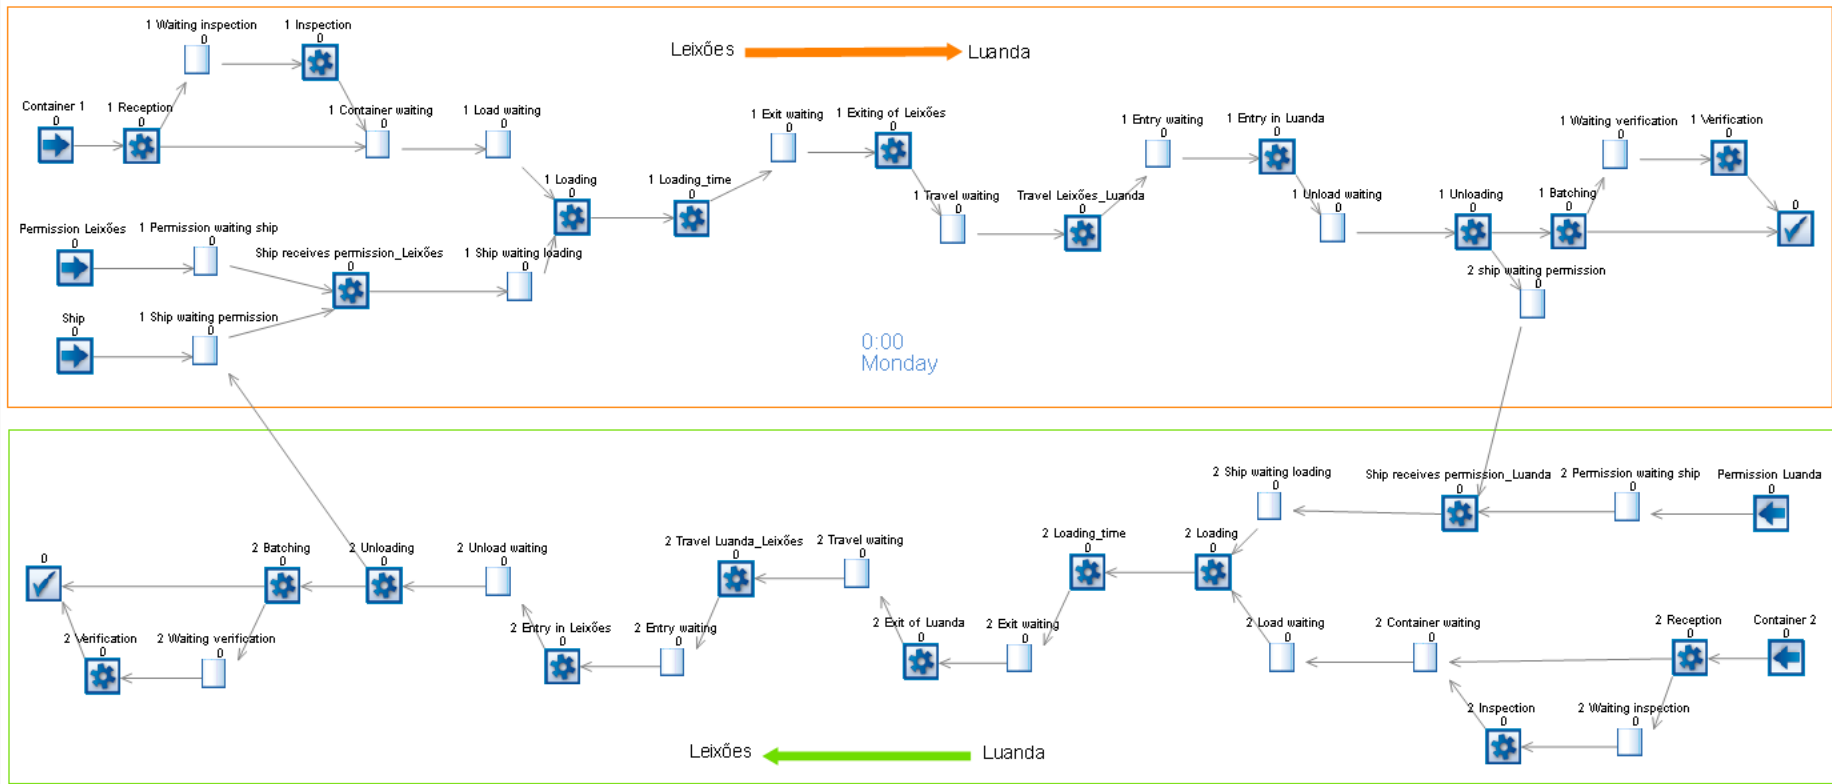 1 Waiting inspection
0
1 Inspection
0
Leixões
Luanda
Container 1
0
1 Reception
0
1 Container waiting
0
1 Load waiting
0
1 Exit waiting
0
1 Exiting of Leixões
0
1 Entry waiting
0
1 Entry in Luanda
0
1 Waiting verification
0
1 Verification
0
1 Loading
0
1 Loading_time
0
1 Travel waiting
0
Travel Leixões_Luanda
0
1 Unload waiting
0
1 Unloading
0
1 Batching
0
0
Permission Leixões
0
1 Permission waiting ship
0
Ship receives permission_Leixões
0
1 Ship waiting loading
0
2 ship waiting permission
0
Ship
0
1 Ship waiting permission
0
0:00
Monday
2 Ship waiting loading
0
Ship receives permission_Luanda
0
2 Permission waiting ship
0
Permission Luanda
0
0
2 Batching
0
2 Unloading
0
2 Unload waiting
0
2 Travel Luanda_Leixões
0
2 Travel waiting
0
2 Loading_time
0
2 Loading
0
2 Verification
0
2 Waiting verification
0
2 Entry in Leixões
0
2 Entry waiting
0
2 Exit of Luanda
0
2 Exit waiting
0
2 Load waiting
0
2 Container waiting
0
2 Reception
0
Container 2
0
2 Inspection
0
2 Waiting inspection
0
Leixões
Luanda